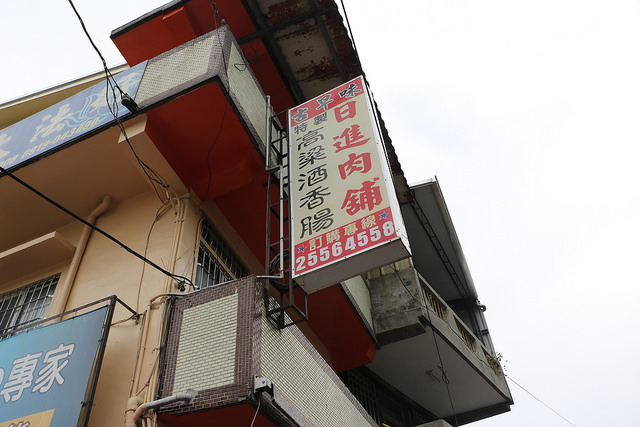 古早味
日進肉舖
特製
高粱酒香腸
訂購專線
25564558
專家